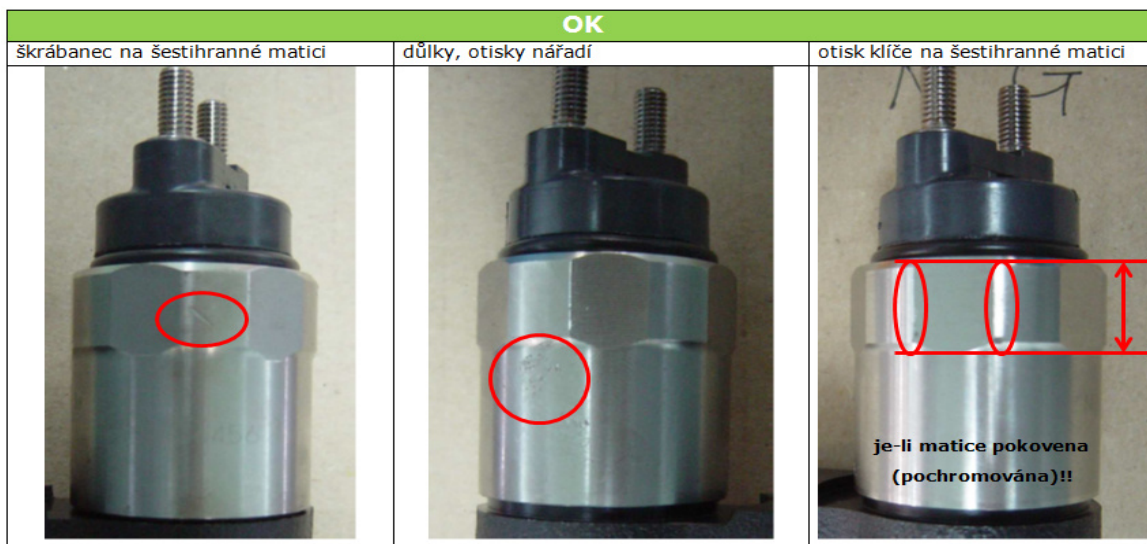 OK
škrábanec na šestihranné matici
důlky, otisky nářadí
otisk klíče na šestihranné matici
je-li matice pokovena
(pochromována)!!